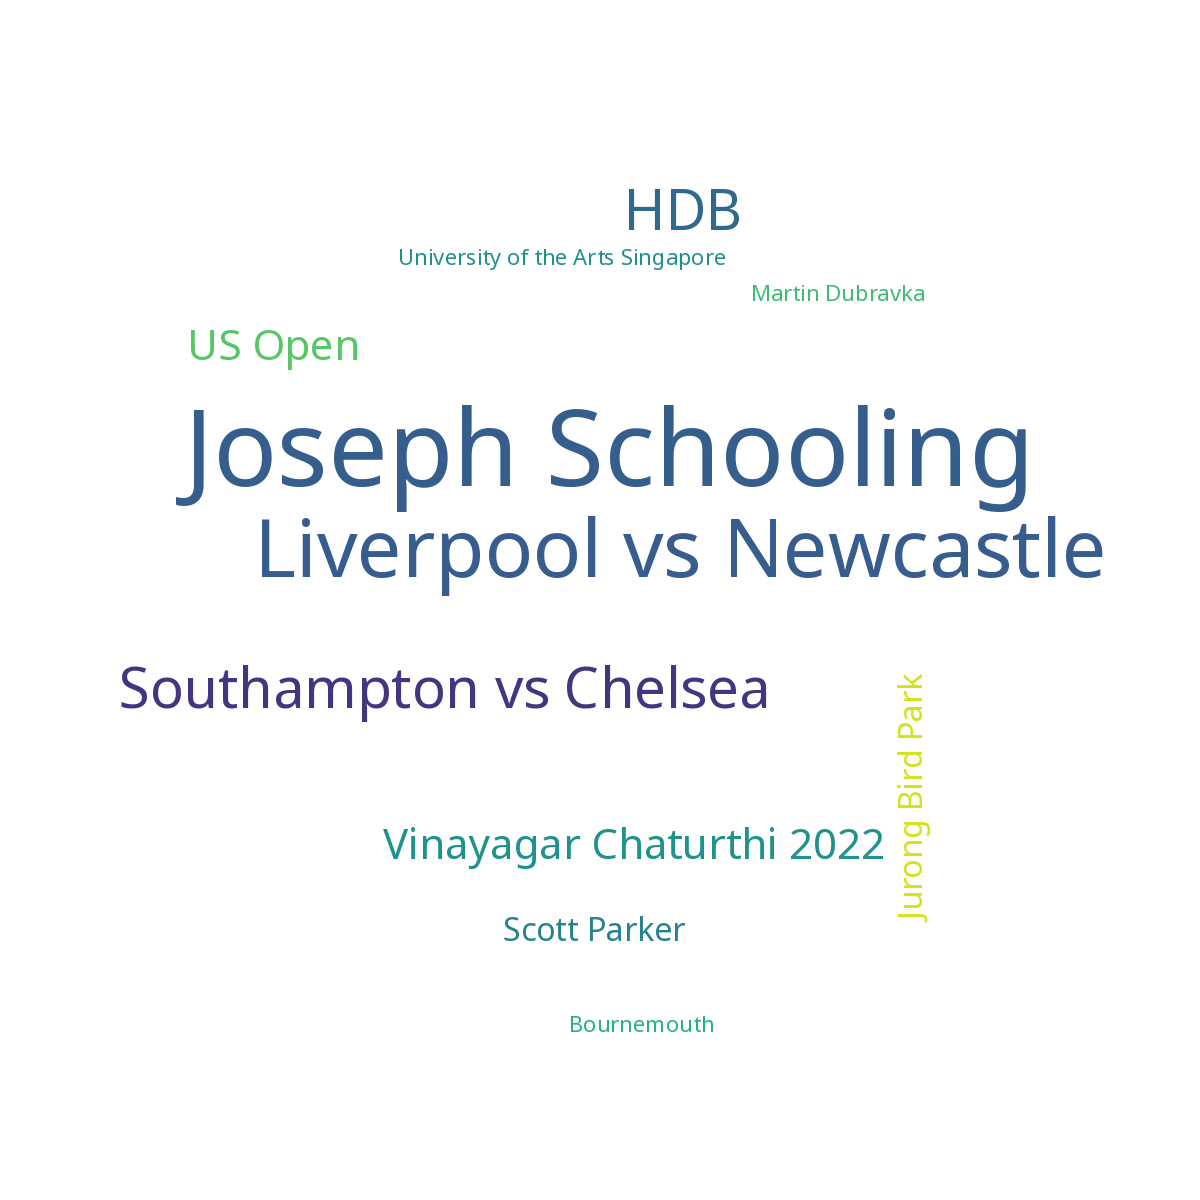 HDB
University of the Arts Singapore
Martin Dubravka
US Open
Joseph Schooling
Liverpool vs Newcastle
Southampton vs Chelsea
Jurong Bird Park
Vinayagar Chaturthi 2022
Scott Parker
Bournemouth